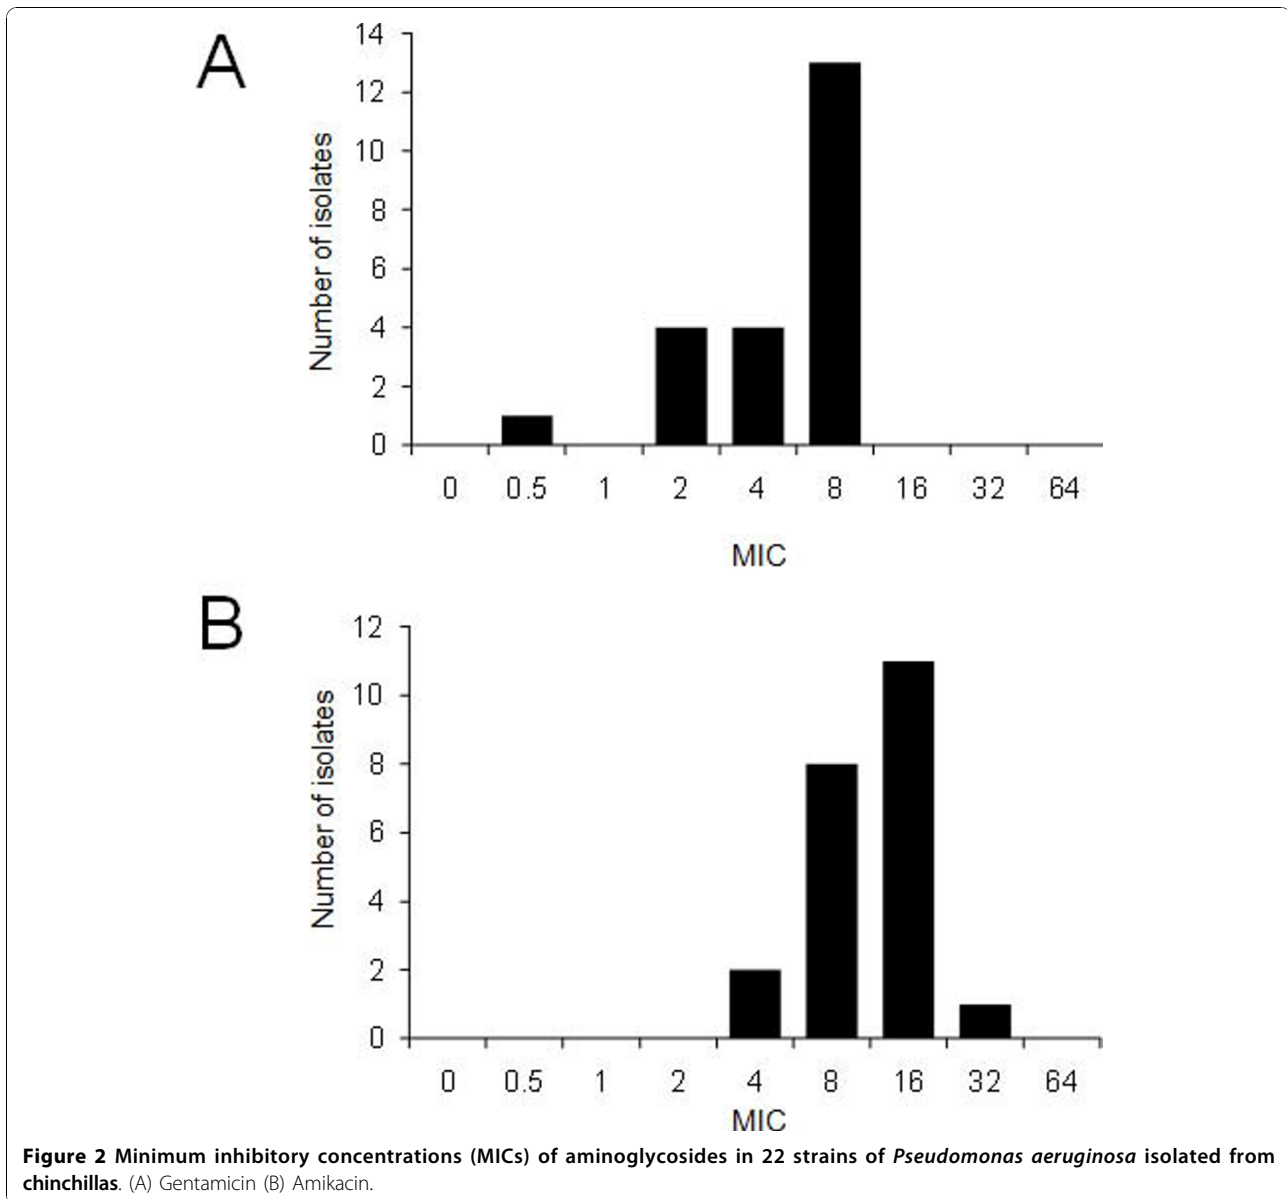 A
14
12
10
8
6
4
2
0
Number of isolates
0 0.5 1 2 4 8 16 32 64
MIC
B
12
10
8
6
4
2
0
Number of isolates
0 0.5 1 2 4 8 16 32 64
MIC
Figure 2 Minimum inhibitory concentrations (MICs) of aminoglycosides in 22 strains of Pseudomonas aeruginosa isolated from
chinchillas. (A) Gentamicin (B) Amikacin.